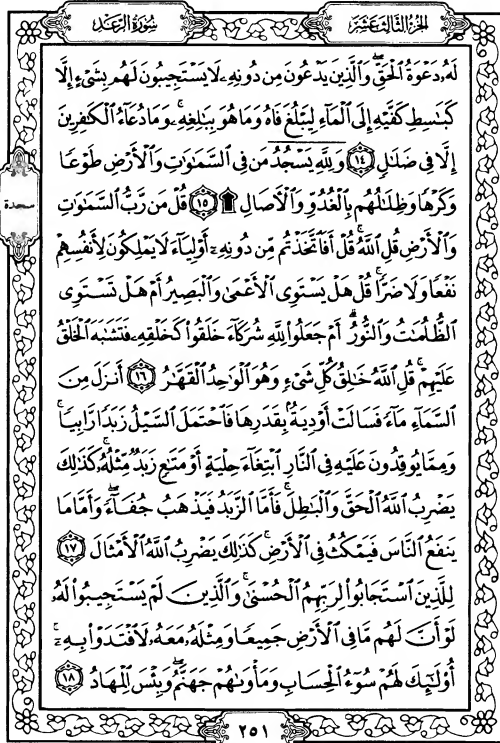 الجزء الثالث عشر
سورة الرعد
لَهُۥ دَعۡوَةُ ٱلۡحَقِّۖ وَٱلَّذِينَ يَدۡعُونَ مِن دُونِهِۦ لَا يَسۡتَجِيبُونَ لَهُم بِشَيۡءٍ إِلَّا
كَبَٰسِطِ كَفَّيۡهِ إِلَى ٱلۡمَآءِ لِيَبۡلُغَ فَاهُ وَمَا هُوَ بِبَٰلِغِهِۦۚ وَمَا دُعَآءُ ٱلۡكَٰفِرِينَ
إِلَّا فِي ضَلَٰلٖ ١٤ وَلِلَّهِۤ يَسۡجُدُۤ مَن فِي ٱلسَّمَٰوَٰتِ وَٱلۡأَرۡضِ طَوۡعٗا
وَكَرۡهٗا وَظِلَٰلُهُم بِٱلۡغُدُوِّ وَٱلۡأٓصَالِ ۩ ١٥ قُلۡ مَن رَّبُّ ٱلسَّمَٰوَٰتِ
وَٱلۡأَرۡضِ قُلِ ٱللَّهُۚ قُلۡ أَفَٱتَّخَذۡتُم مِّن دُونِهِۦٓ أَوۡلِيَآءَ لَا يَمۡلِكُونَ لِأَنفُسِهِمۡ
نَفۡعٗا وَلَا ضَرّٗاۚ قُلۡ هَلۡ يَسۡتَوِي ٱلۡأَعۡمَىٰ وَٱلۡبَصِيرُ أَمۡ هَلۡ تَسۡتَوِي
ٱلظُّلُمَٰتُ وَٱلنُّورُۗ أَمۡ جَعَلُواْ لِلَّهِ شُرَكَآءَ خَلَقُواْ كَخَلۡقِهِۦ فَتَشَٰبَهَ ٱلۡخَلۡقُ
عَلَيۡهِمۡۚ قُلِ ٱللَّهُ خَٰلِقُ كُلِّ شَيۡءٖ وَهُوَ ٱلۡوَٰحِدُ ٱلۡقَهَّٰرُ ١٦ أَنزَلَ مِنَ
ٱلسَّمَآءِ مَآءٗ فَسَالَتۡ أَوۡدِيَةُۢ بِقَدَرِهَا فَٱحۡتَمَلَ ٱلسَّيۡلُ زَبَدٗا رَّابِيٗاۚ
وَمِمَّا يُوقِدُونَ عَلَيۡهِ فِي ٱلنَّارِ ٱبۡتِغَآءَ حِلۡيَةٍ أَوۡ مَتَٰعٖ زَبَدٞ مِّثۡلُهُۥۚ كَذَٰلِكَ
يَضۡرِبُ ٱللَّهُ ٱلۡحَقَّ وَٱلۡبَٰطِلَۚ فَأَمَّا ٱلزَّبَدُ فَيَذۡهَبُ جُفَآءٗۖ وَأَمَّا مَا
يَنفَعُ ٱلنَّاسَ فَيَمۡكُثُ فِي ٱلۡأَرۡضِۚ كَذَٰلِكَ يَضۡرِبُ ٱللَّهُ ٱلۡأَمۡثَالَ ١٧
لِلَّذِينَ ٱسۡتَجَابُواْ لِرَبِّهِمُ ٱلۡحُسۡنَىٰۚ وَٱلَّذِينَ لَمۡ يَسۡتَجِيبُواْ لَهُۥ
لَوۡ أَنَّ لَهُم مَّا فِي ٱلۡأَرۡضِ جَمِيعٗا وَمِثۡلَهُۥ مَعَهُۥ لَٱفۡتَدَوۡاْ بِهِۦٓۚ
أُوْلَٰٓئِكَ لَهُمۡ سُوٓءُ ٱلۡحِسَابِ وَمَأۡوَىٰهُمۡ جَهَنَّمُۖ وَبِئۡسَ ٱلۡمِهَادُ ١٨
سجدة
٢٥١